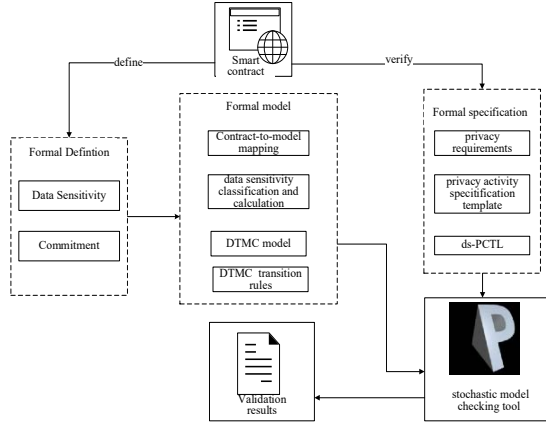 Smart
contract
define
verify
Formal Defintion
Data Sensitivity
Commitment
Formal model
Contract-to-model
mapping
data sensitivity
classification and
calculation
DTMC model
DTMC transition
rules
Formal specification
privacy
requirements
privacy activity
specitification
template
ds-PCTL
P
stochastic model
checking tool
Validation
results